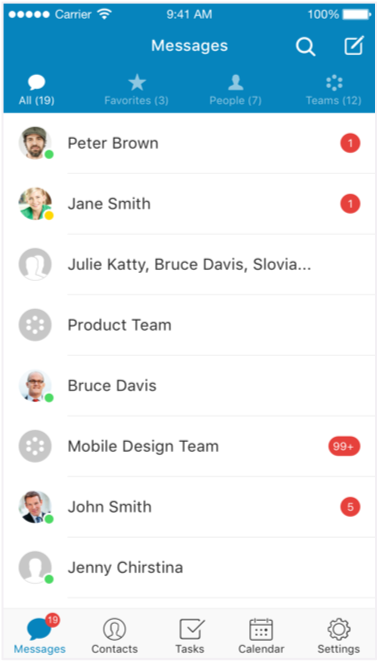 Carrier 9:41 AM 100%
Messages
All (19) Favorites (3) People (7) Teams (12)
Peter Brown 1
Jane Smith 1
Julie Katty, Bruce Davis, Slovia...
Product Team
Bruce Davis
Mobile Design Team 99+
John Smith 5
Jenny Chirstina
19
Messages Contacts Tasks Calendar Settings